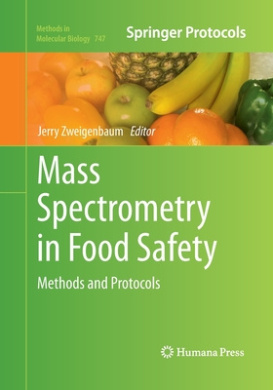 Methods in
Molecular Biology 747
Springer Protocols
Jerry Zweigenbaum Editor
Mass
Spectrometry
in Food Safety
Methods and Protocols
Humana Press